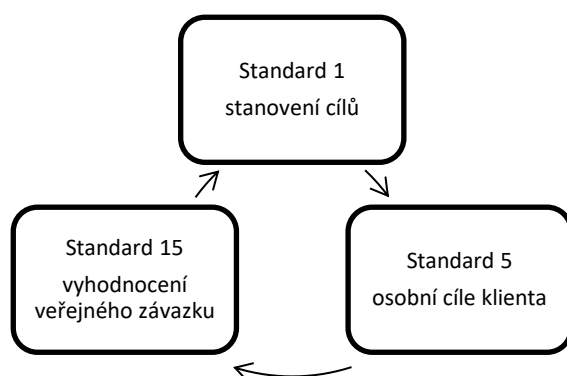 Standard 1
stanovení cílů
Standard 15
vyhodnocení
veřejného závazku
Standard 5
osobní cíle klienta